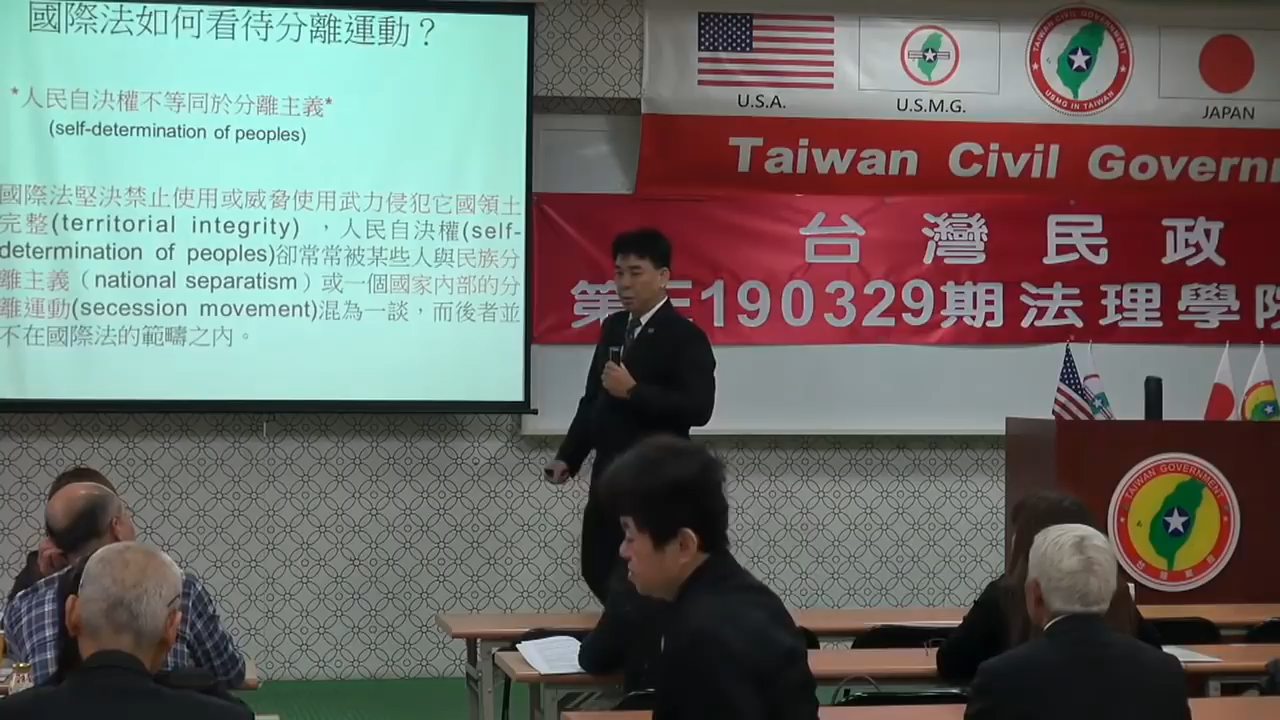 國際法如何看待分離運動？
*人民自決權不等同於分離主義*
(self-determination of peoples)
國際法堅決禁止使用或威脅使用武力侵犯它國領土
完整(territorial integrity) ，人民自決權(self-
determination of peoples)卻常常被某些人與民族分
離主義（national separatism）或一個國家內部的分
離運動(secession movement)混為一談，而後者並
不在國際法的範疇之內。
U.S.A.
U.S.M.G.
TAIWAN CIVIL GOVERNMENT
USMG IN TAIWAN
JAPAN
Taiwan Civil Governm
台灣民政
190329期法理學院
TAIWAN GOVERNMENT